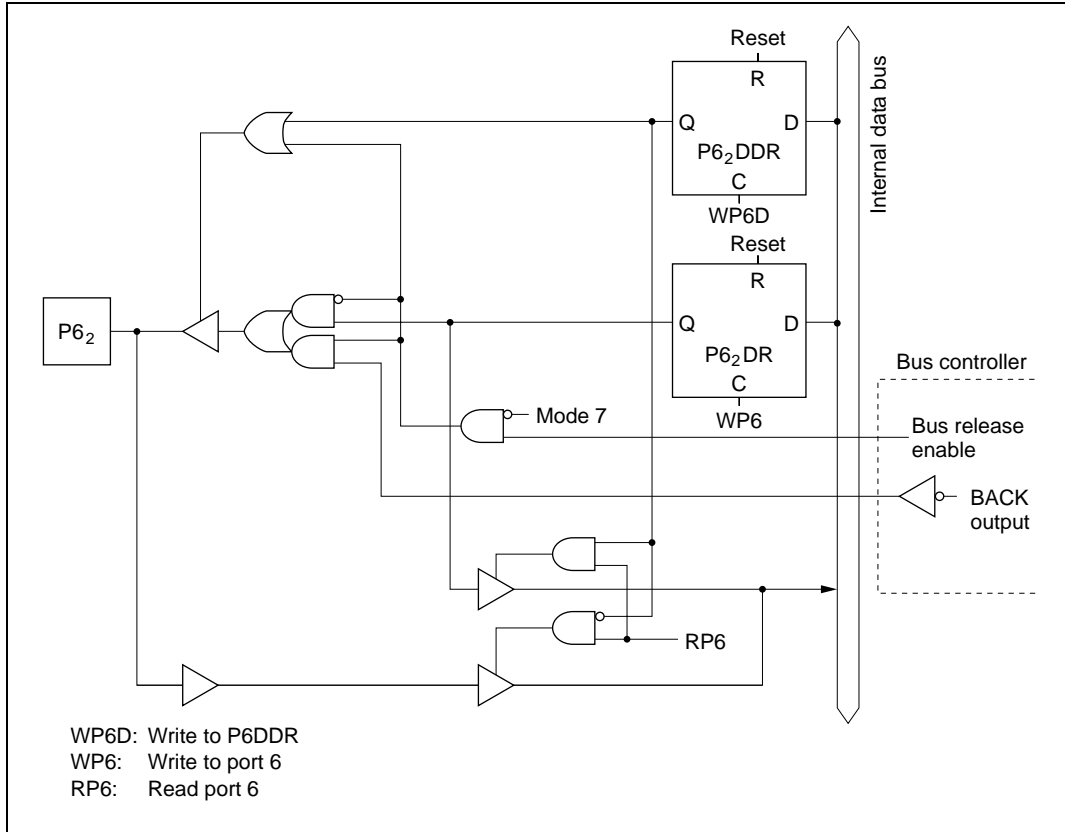 Reset
R
Q
D
P6₂DDR
C
WP6D
Internal data bus
Reset
R
Q
D
P6₂DR
C
WP6
P6₂
Bus controller
Mode 7
Bus release
enable
BACK
output
RP6
WP6D: Write to P6DDR
WP6: Write to port 6
RP6: Read port 6